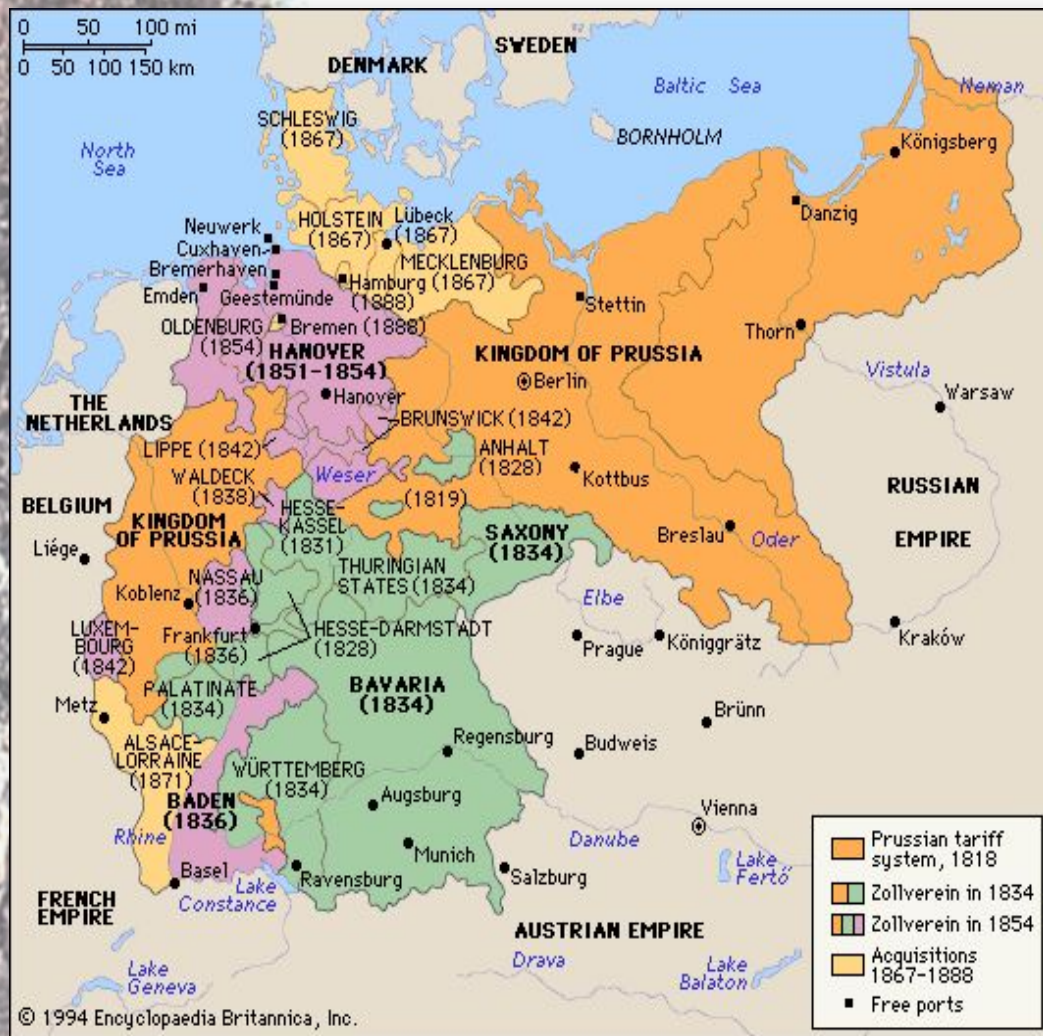 0 50 100 mi
0 50 100 150 km
SWEDEN
DENMARK
Baltic Sea
Neman
SCHLESWIG
(1867)
BORNHOLM
Königsberg
North
Sea
Danzig
HOLSTEIN
(1867)
Lübeck
(1867)
Neuwerk
Cuxhaven
MECKLENBURG
(1867)
Bremerhaven
Hamburg
(1888)
Emden
Geestemünde
Stettin
OLDENBURG
(1854)
Bremen (1888)
Thorn
HANOVER
(1851-1854)
KINGDOM OF PRUSSIA
Vistula
Berlin
Hanover
Warsaw
THE
NETHERLANDS
BRUNSWICK (1842)
LIPPE (1842)
ANHALT
(1828)
Weser
WALDECK
(1838)
Kottbus
(1819)
RUSSIAN
EMPIRE
BELGIUM
HESSE-
KASSEL
(1831)
KINGDOM
OF PRUSSIA
SAXONY
(1834)
Breslau
Oder
Liége
THURINGIAN
STATES (1834)
NASSAU
(1836)
Koblenz
Elbe
LUXEM-
BOURG
(1842)
Frankfurt
(1836)
HESSE-DARMSTADT
(1828)
Prague
Königgrätz
Kraków
PALATINATE
(1834)
BAVARIA
(1834)
Metz
Brünn
ALSACE-
LORRAINE
(1871)
Regensburg
Budweis
WÜRTTEMBERG
(1834)
BADEN
(1836)
Augsburg
Vienna
Rhine
Danube
Munich
Basel
Ravensburg
Salzburg
Lake
Fertő
Lake
Constance
FRENCH
EMPIRE
AUSTRIAN EMPIRE
Drava
Lake
Balaton
Lake
Geneva
Prussian tariff
system, 1818
Zollverein in 1834
Zollverein in 1854
Acquisitions
1867-1888
Free ports
© 1994 Encyclopaedia Britannica, Inc.